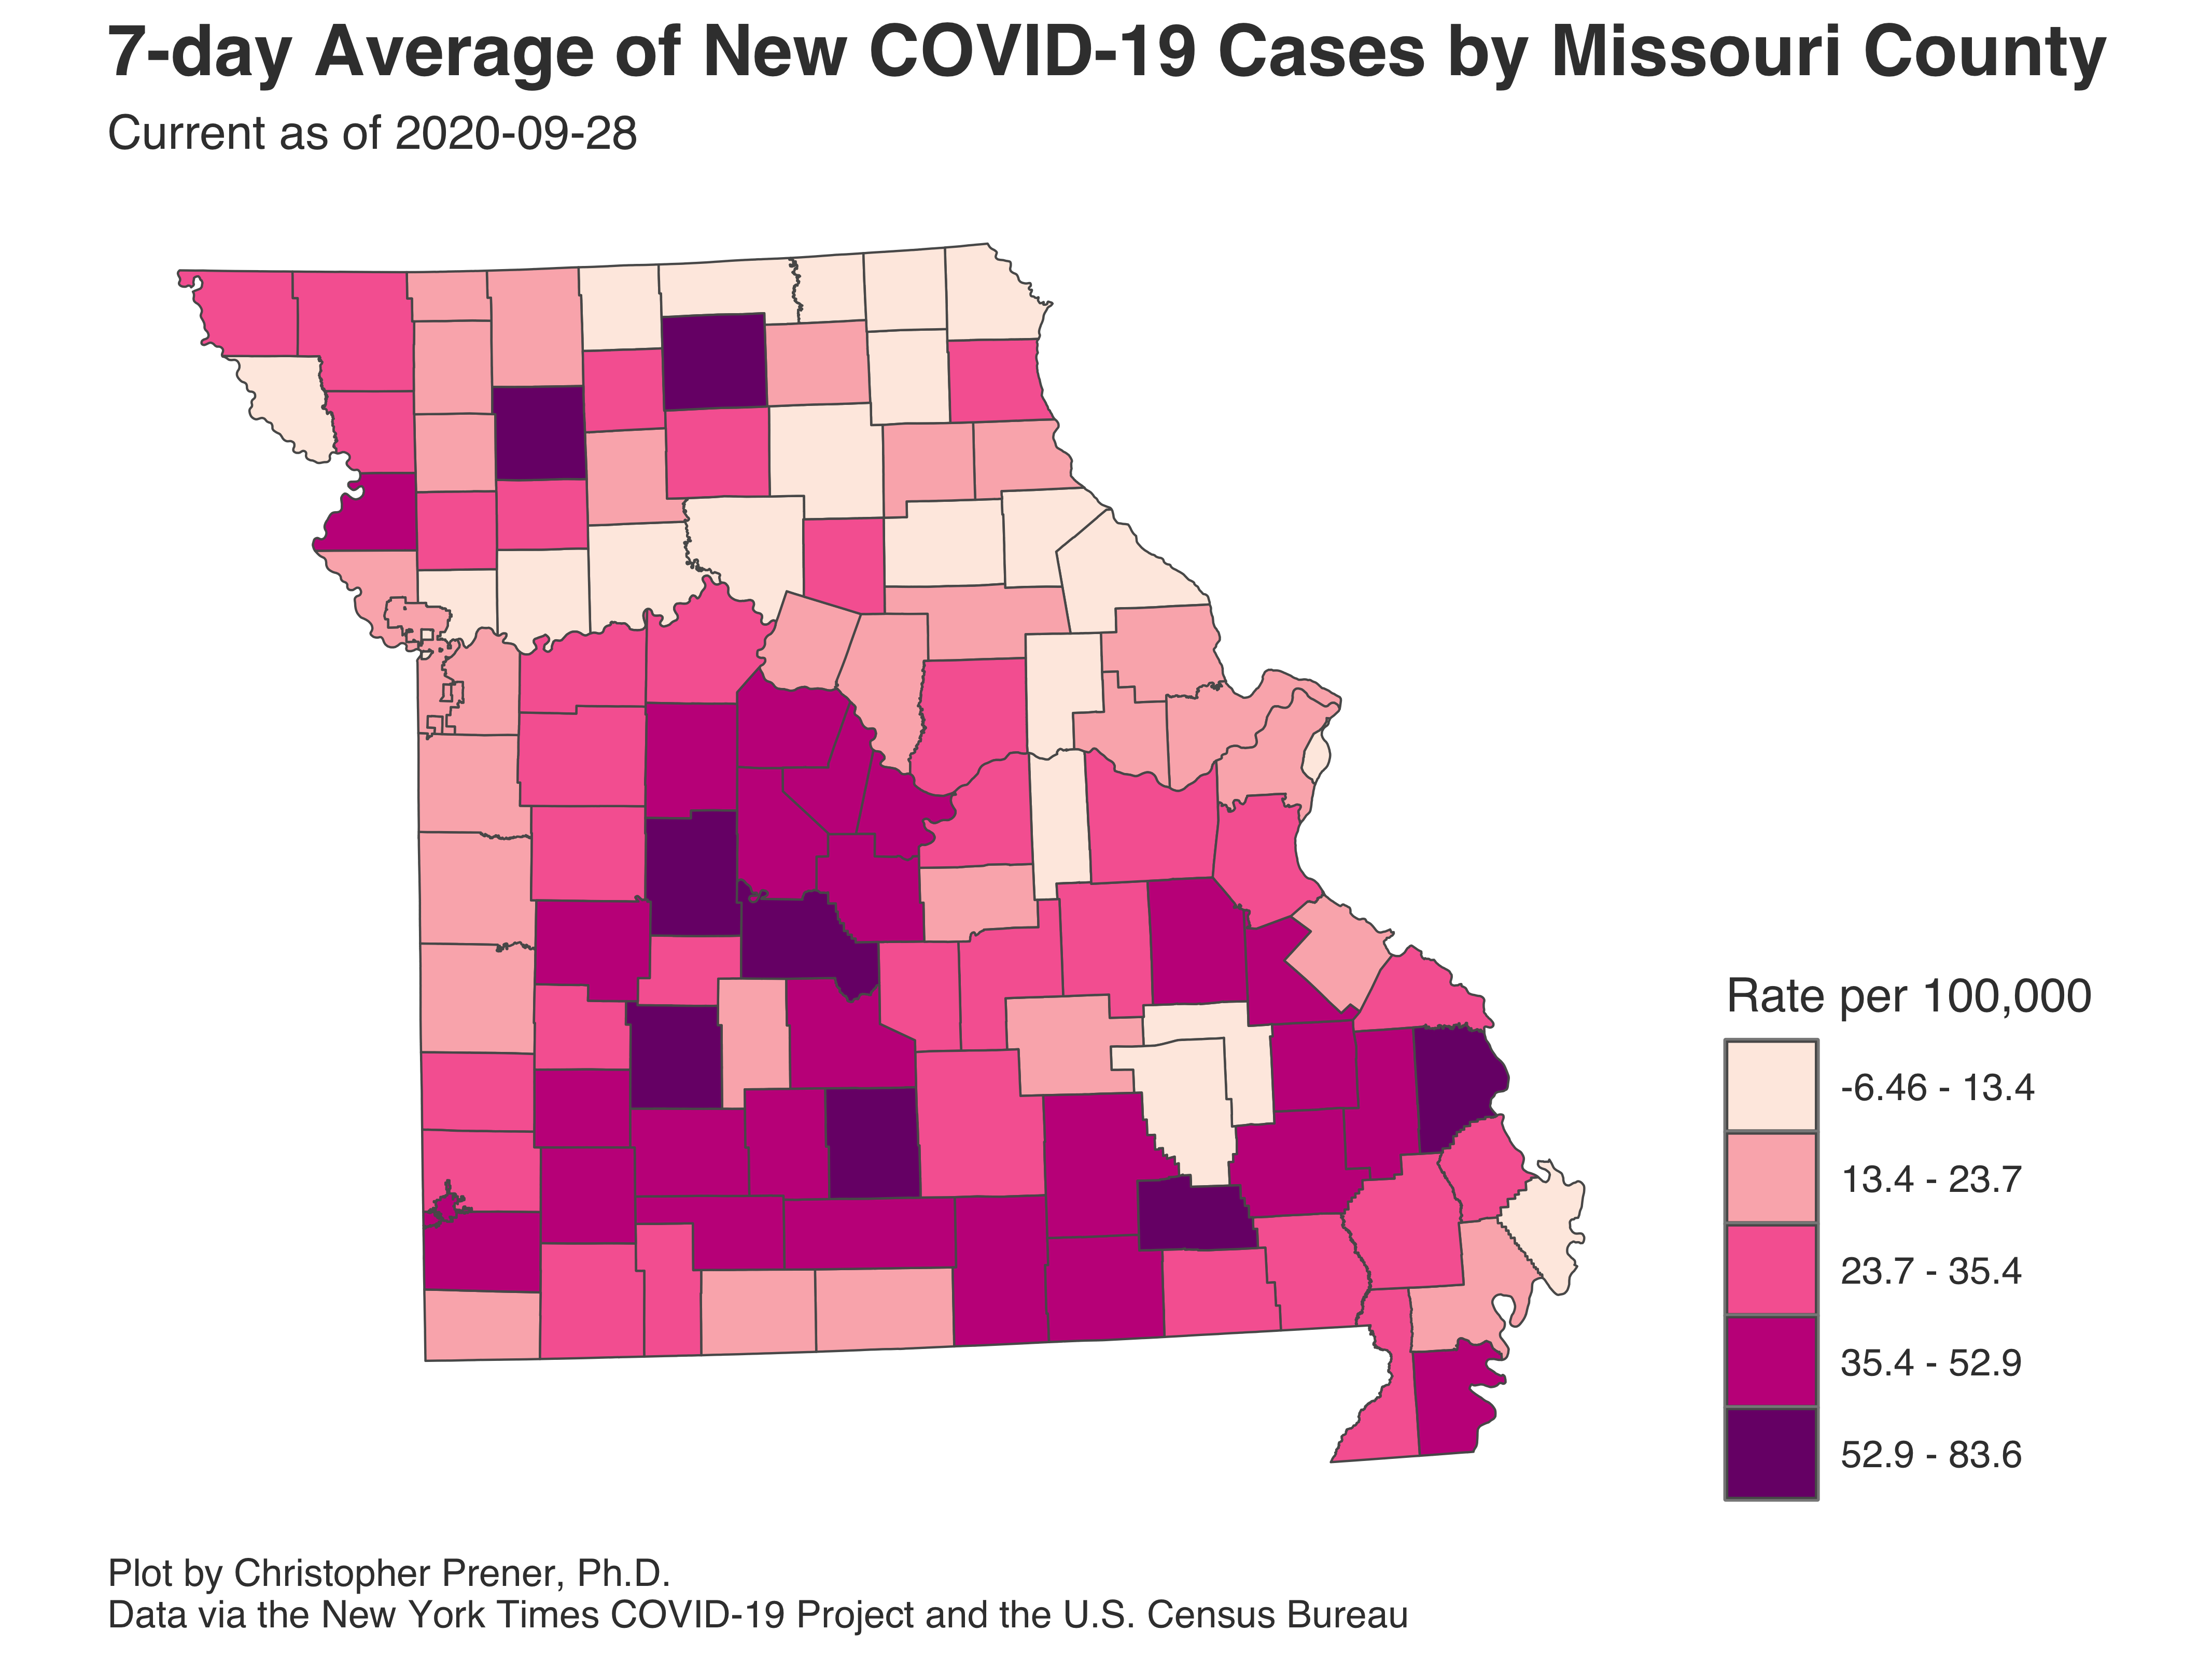 7-day Average of New COVID-19 Cases by Missouri County
Current as of 2020-09-28
Rate per 100,000
-6.46 - 13.4
13.4 - 23.7
23.7 - 35.4
35.4 - 52.9
52.9 - 83.6
Plot by Christopher Prener, Ph.D.
Data via the New York Times COVID-19 Project and the U.S. Census Bureau